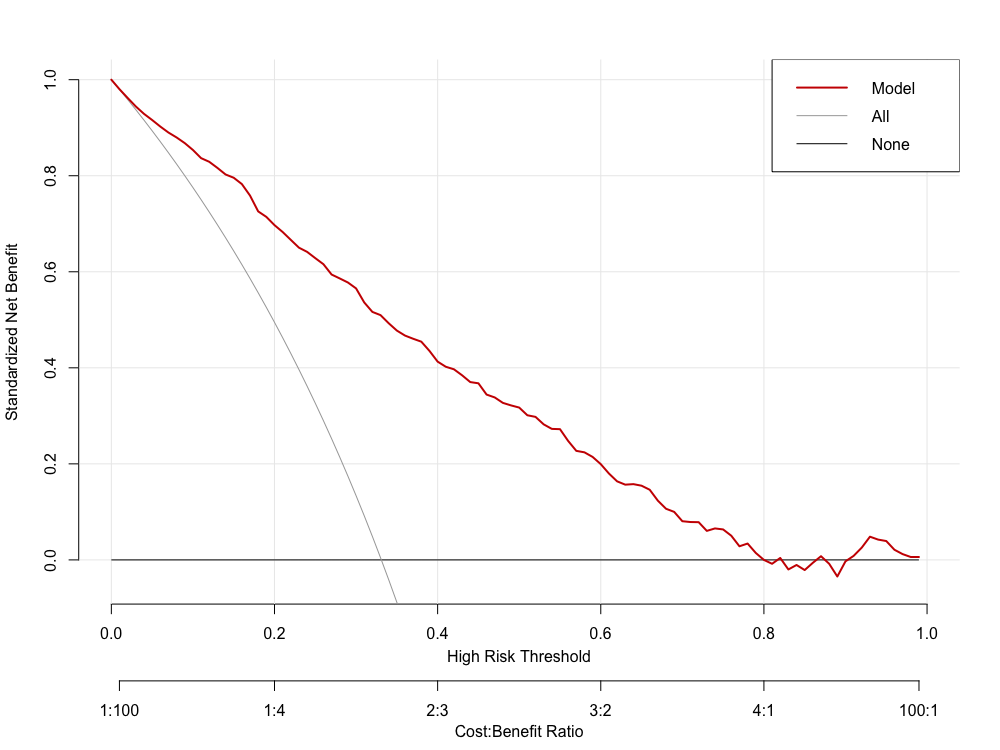 Model
All
None
Standardized Net Benefit
1.0
0.8
0.6
0.4
0.2
0.0
0.0 0.2 0.4 0.6 0.8 1.0
High Risk Threshold
1:100 1:4 2:3 3:2 4:1 100:1
Cost:Benefit Ratio